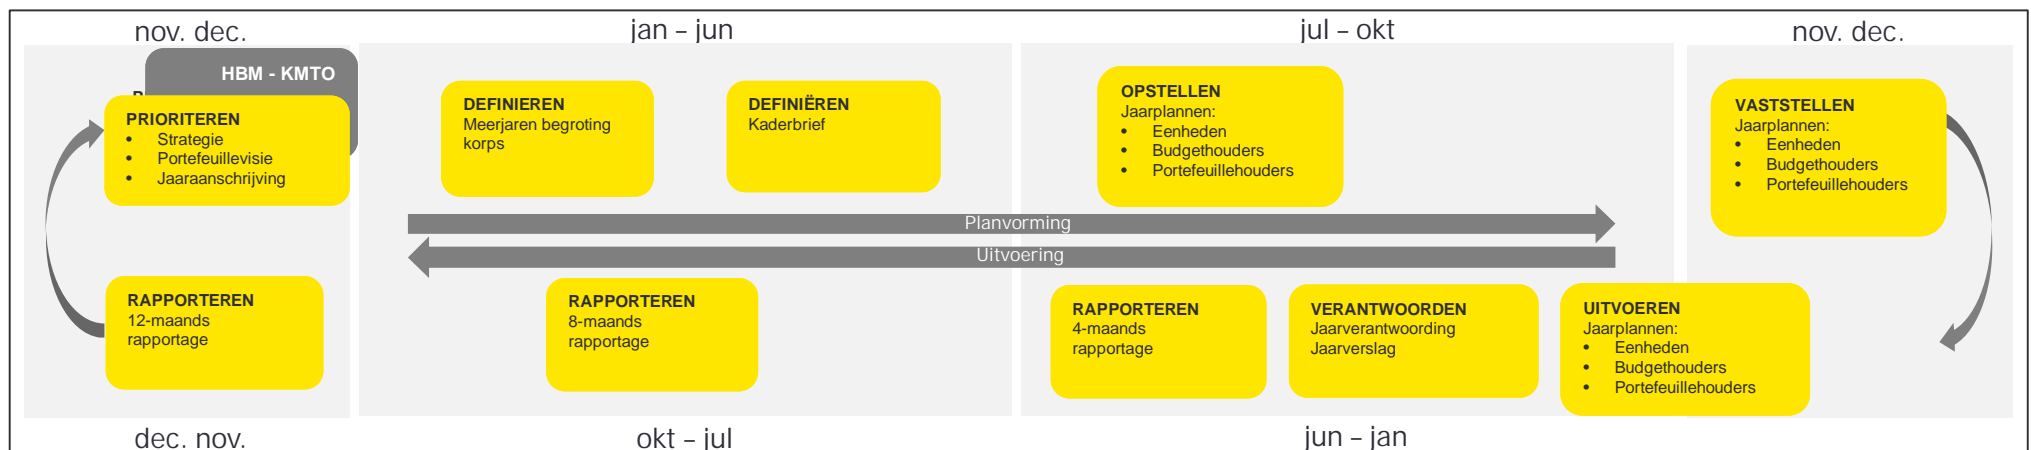 nov. dec.
jan – jun
jul – okt
nov. dec.
HBM - KMTO
PRIORITEREN
• Strategie
• Portefeuillevisie
• Jaaraanschrijving
DEFINIEREN
Meerjaren begroting
korps
DEFINIËREN
Kaderbrief
OPSTELLEN
Jaarplannen:
• Eenheden
• Budgethouders
• Portefeuillehouders
VASTSTELLEN
Jaarplannen:
• Eenheden
• Budgethouders
• Portefeuillehouders
Planvorming
Uitvoering
RAPPORTEREN
12-maands
rapportage
RAPPORTEREN
8-maands
rapportage
RAPPORTEREN
4-maands
rapportage
VERANTWOORDEN
Jaarverantwoording
Jaarverslag
UITVOEREN
Jaarplannen:
• Eenheden
• Budgethouders
• Portefeuillehouders
dec. nov.
okt – jul
jun – jan